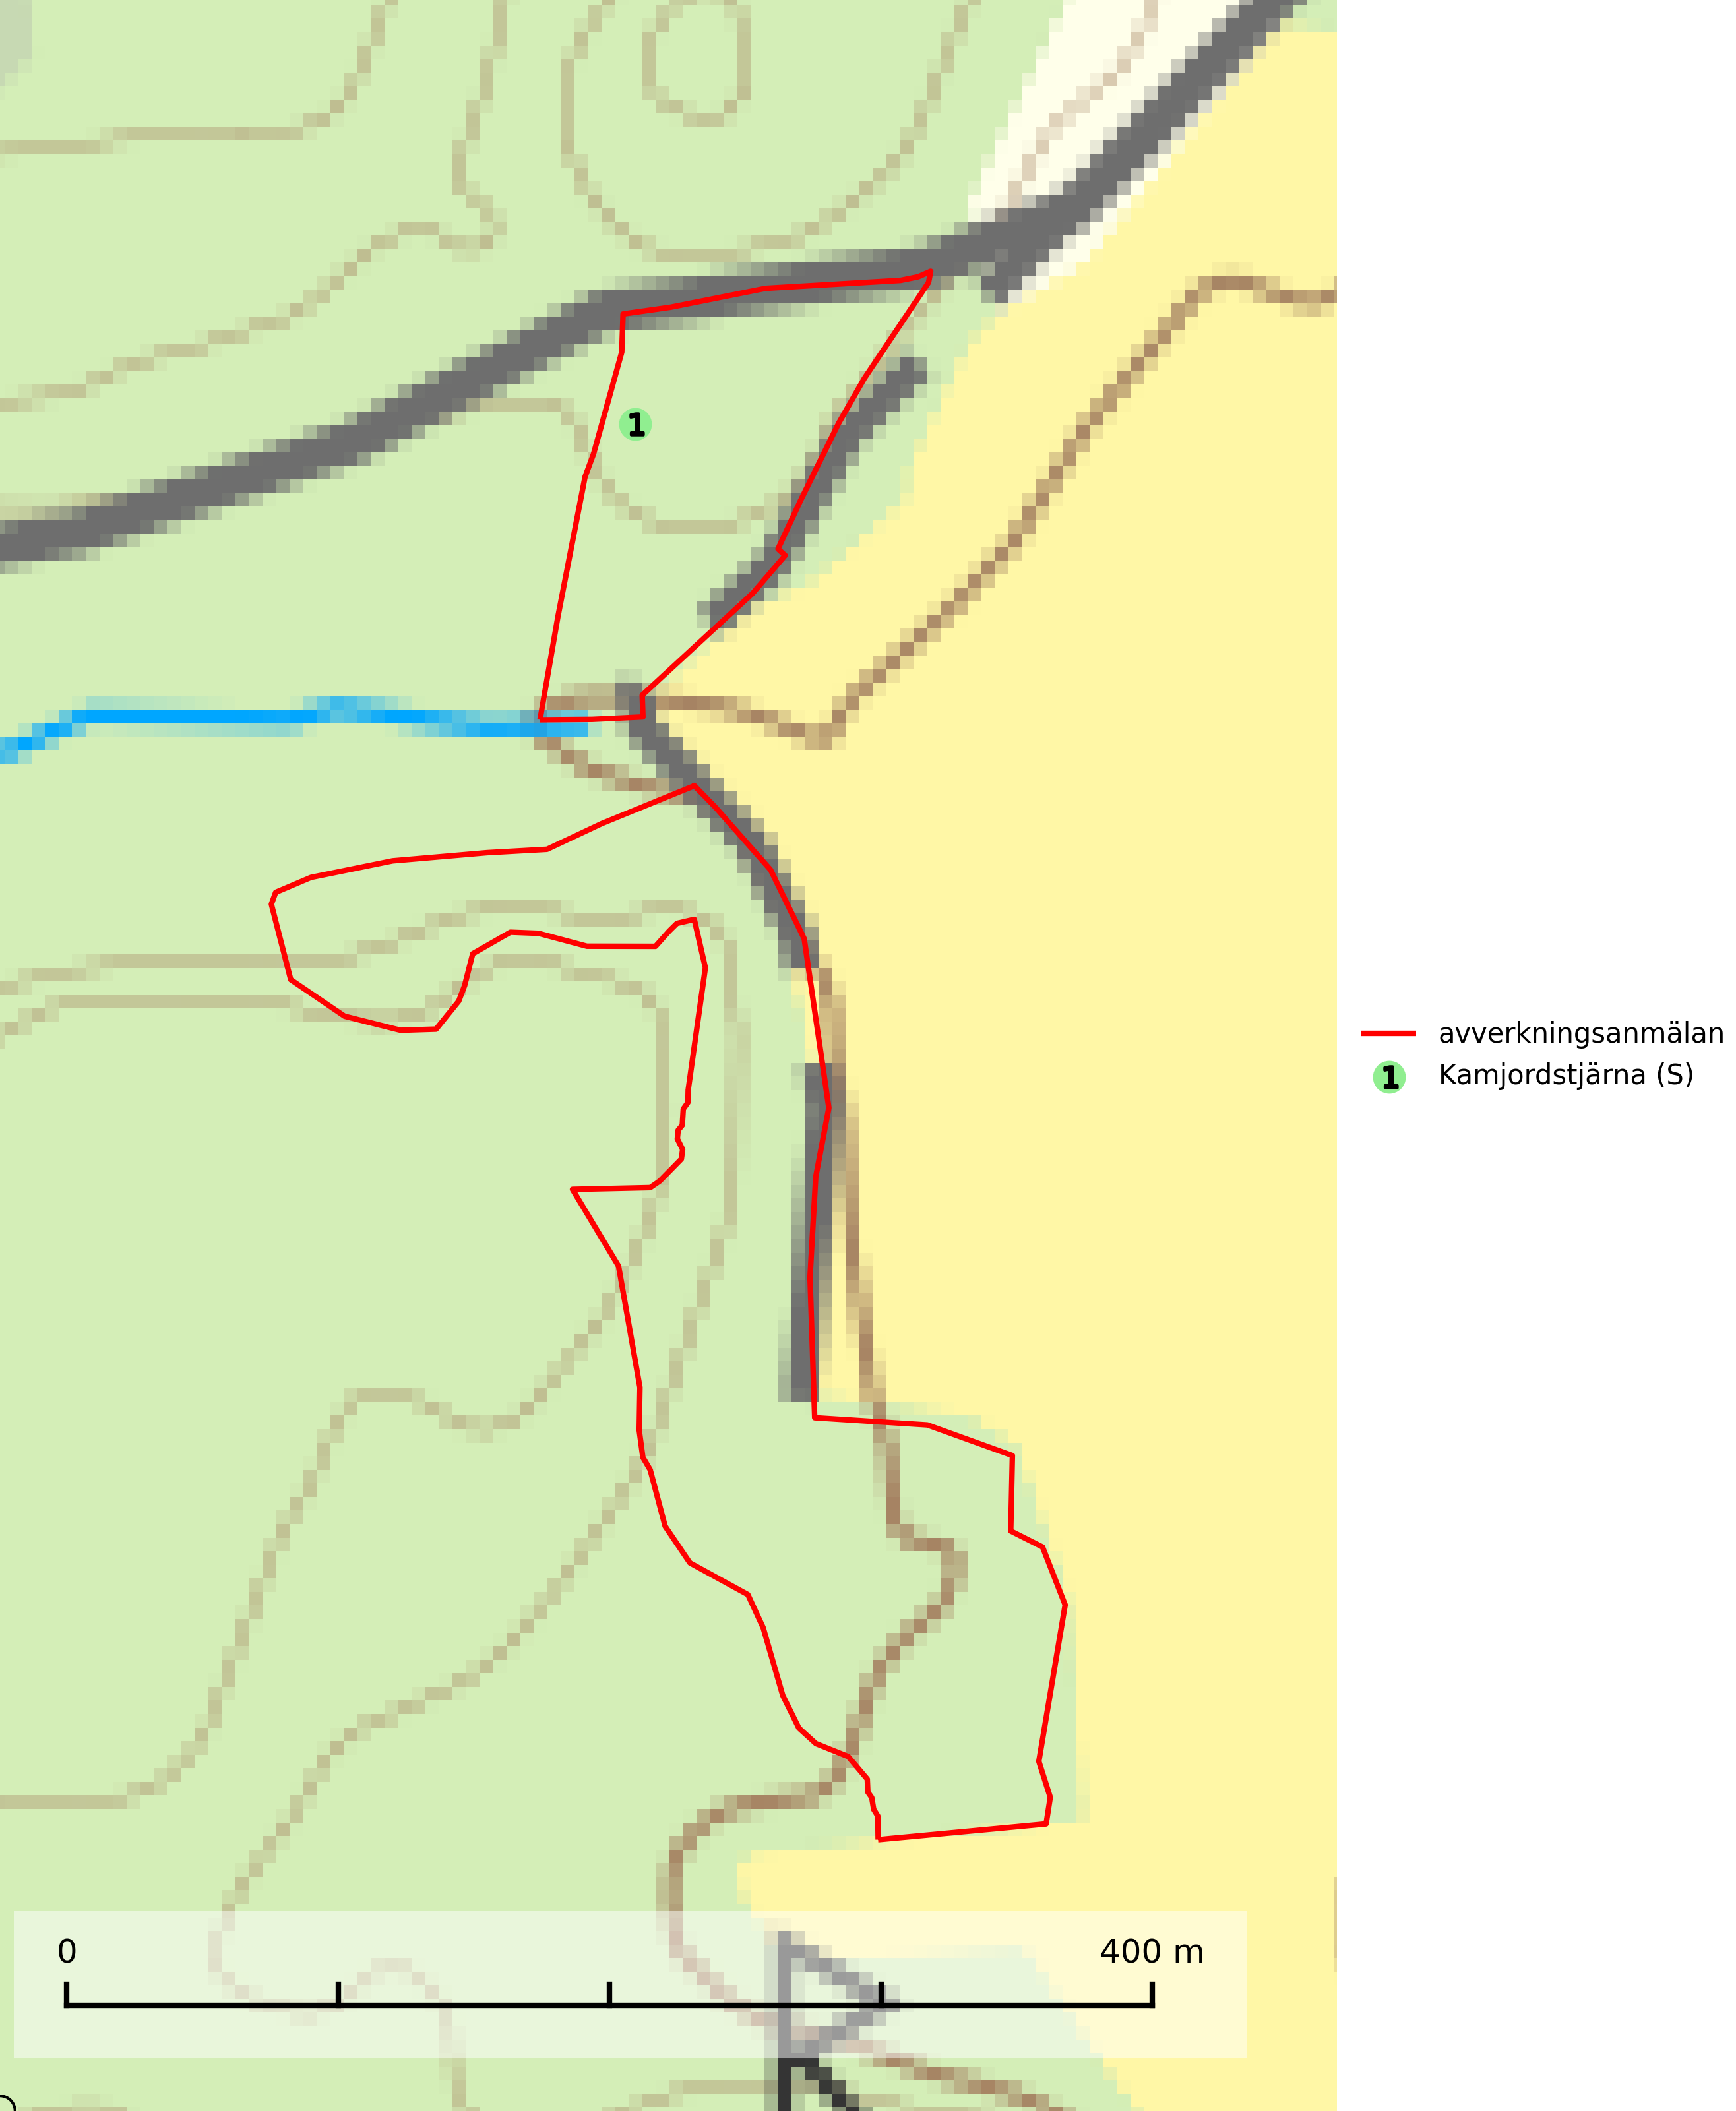 1
avverkningsanmälan
1 Kamjordstjärna (S)
0 400 m